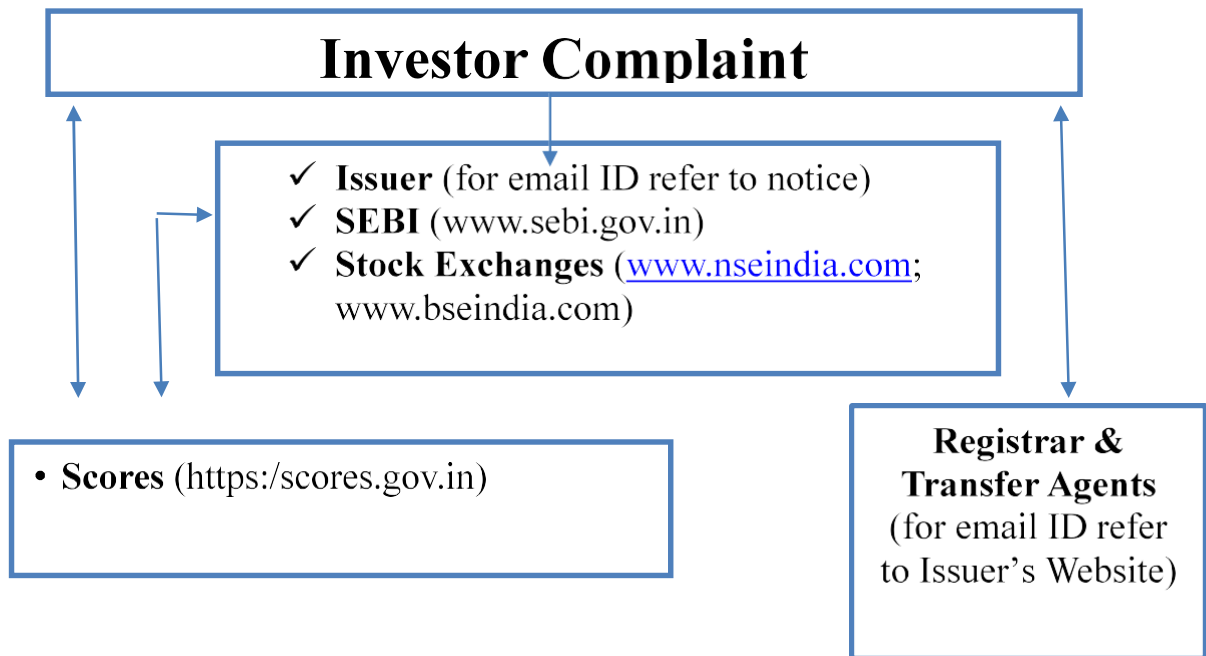 Investor Complaint
✓ Issuer (for email ID refer to notice)
✓ SEBI (www.sebi.gov.in)
✓ Stock Exchanges (www.nseindia.com;
www.bseindia.com)
• Scores (https:/scores.gov.in)
Registrar &
Transfer Agents
(for email ID refer
to Issuer’s Website)